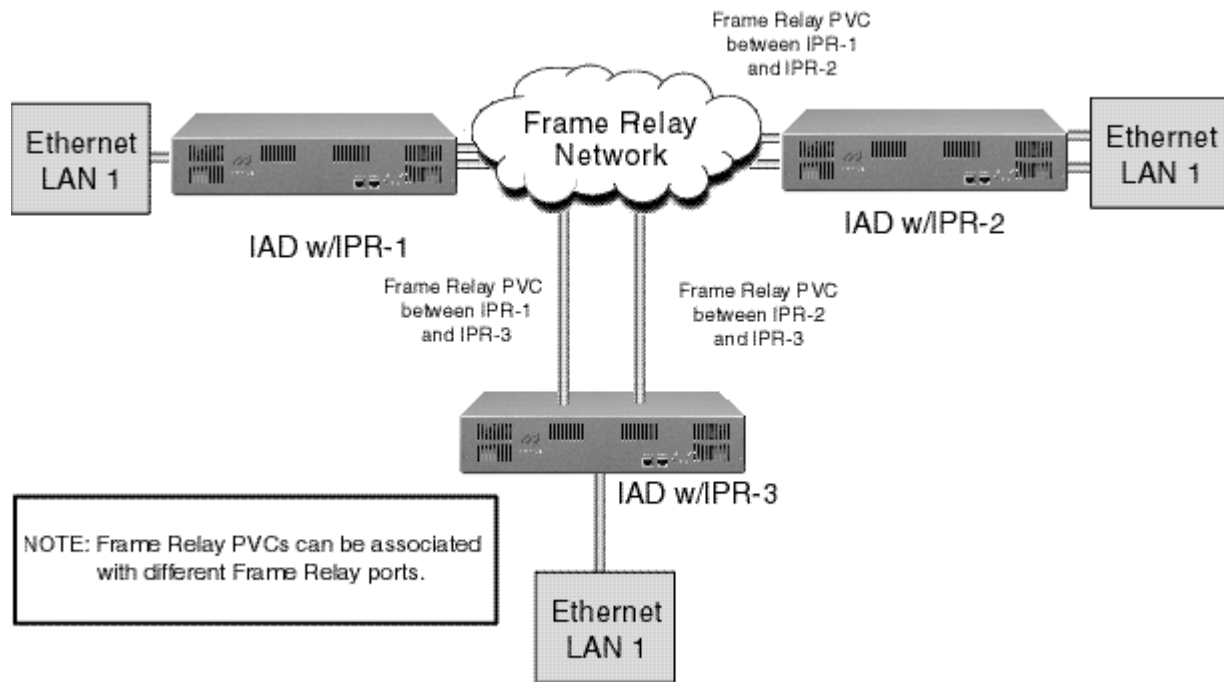 Frame Relay PVC
between IPR-1
and IPR-2
Ethernet
LAN 1
Frame Relay
Network
Ethernet
LAN 1
IAD w/IPR-1
IAD w/IPR-2
Frame Relay PVC
between IPR-1
and IPR-3
Frame Relay PVC
between IPR-2
and IPR-3
IAD w/IPR-3
NOTE: Frame Relay PVCs can be associated
with different Frame Relay ports.
Ethernet
LAN 1